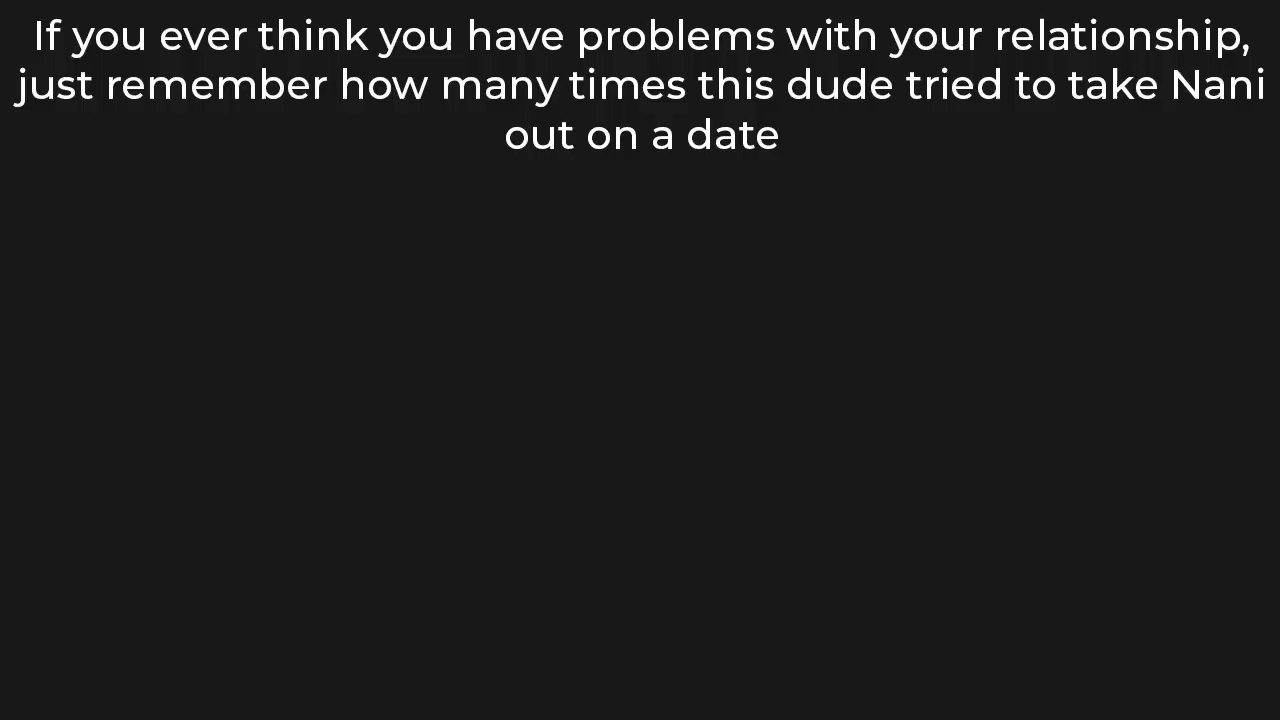 If you ever think you have problems with your relationship,
just remember how many times this dude tried to take Nani
out on a date